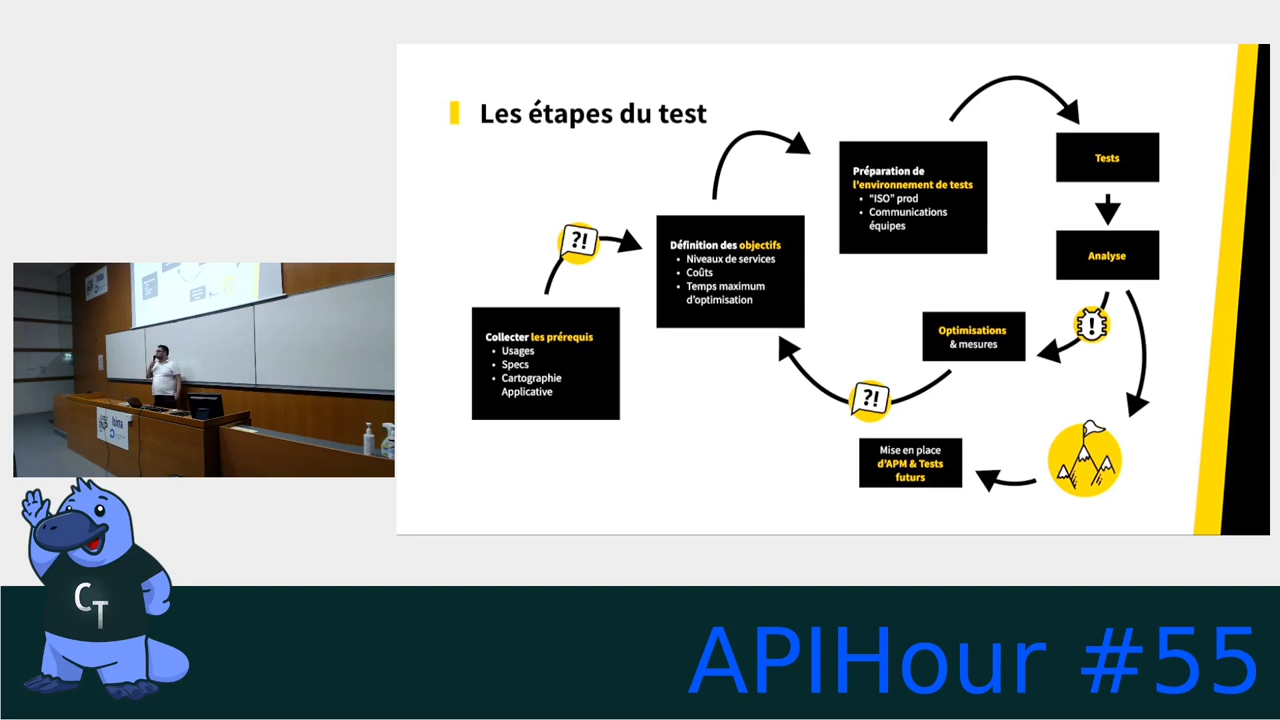 Les étapes du test
Collecter les prérequis
• Usages
• Specs
• Cartographie
Applicative
?!
Définition des objectifs
• Niveaux de services
• Coûts
• Temps maximum
d'optimisation
Préparation de
l'environnement de tests
• "ISO" prod
• Communications
équipes
Tests
Analyse
!
Optimisations
& mesures
?!
Mise en place
d'APM & Tests
futurs
isima
CT
APIHour #55